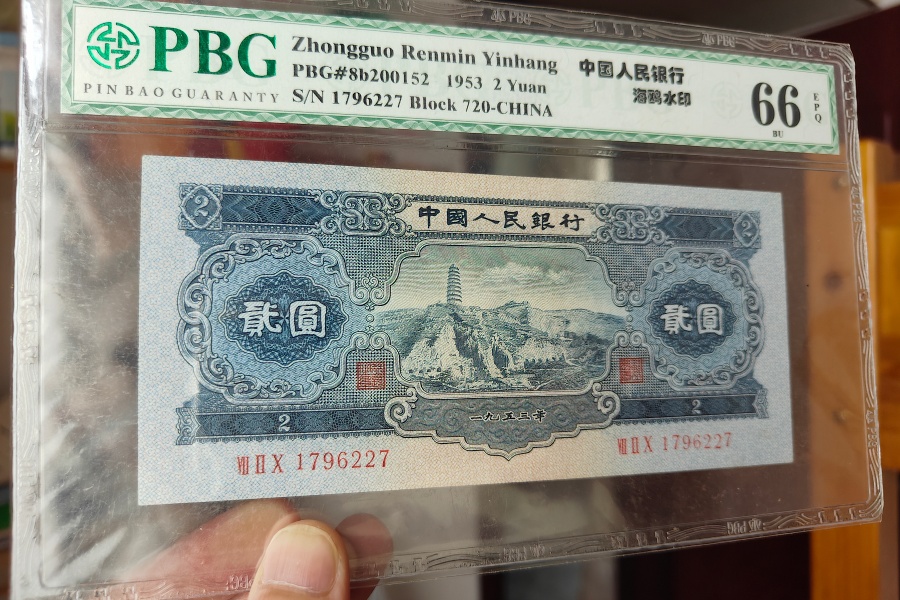 PBG
PIN BAO GUARANTY
Zhongguo Renmin Yinhang
PBG#8b200152 1953 2 Yuan
S/N 1796227 Block 720-CHINA
中国人民银行
海鸥水印
66
BU
EPQ
2
中國人民銀行
2
貳圓
貳圓
2
一九五三年
2
VIII II X 1796227
VIII II X 1796227